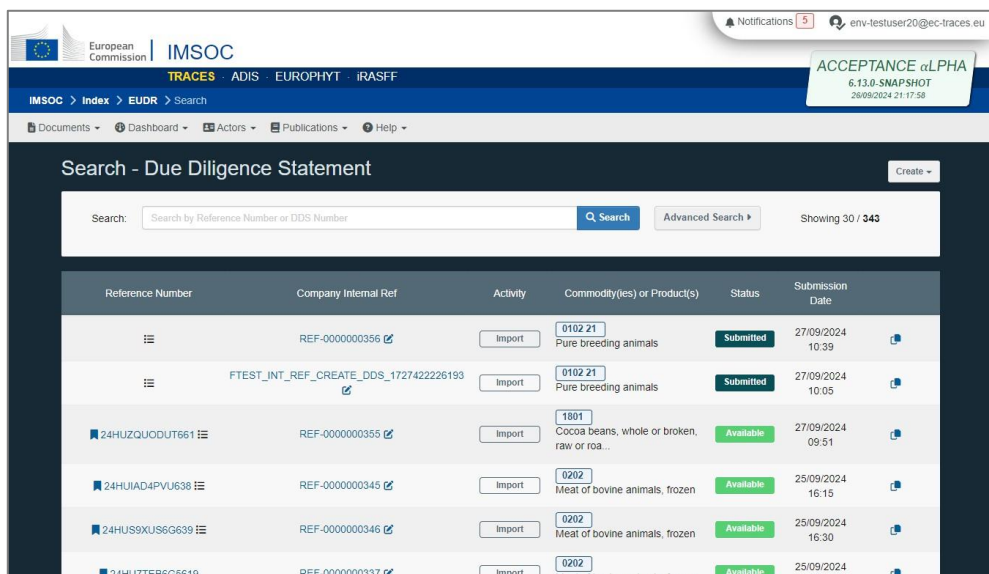 Notifications 5 env-testuser20@ec-traces.eu
European Commission IMSOC
TRACES · ADIS · EUROPHYT · iRASFF
ACCEPTANCE αLPHA
6.13.0-SNAPSHOT
26/09/2024 21:17:58
IMSOC > Index > EUDR > Search
Documents Dashboard Actors Publications Help
Search - Due Diligence Statement
Create
Search: Search by Reference Number or DDS Number Search Advanced Search Showing 30 / 343
Reference Number Company Internal Ref Activity Commodity(ies) or Product(s) Status Submission Date
REF-0000000356 Import 0102 21 Pure breeding animals Submitted 27/09/2024 10:39
FTEST_INT_REF_CREATE_DDS_1727422226193 Import 0102 21 Pure breeding animals Submitted 27/09/2024 10:05
24HUZQUODUT661 REF-0000000355 Import 1801 Cocoa beans, whole or broken, raw or roa... Available 27/09/2024 09:51
24HUIAD4PVU638 REF-0000000345 Import 0202 Meat of bovine animals, frozen Available 25/09/2024 16:15
24HUS9XUS6G639 REF-0000000346 Import 0202 Meat of bovine animals, frozen Available 25/09/2024 16:30
REF-0000000337 Import 0202 Available 25/09/2024